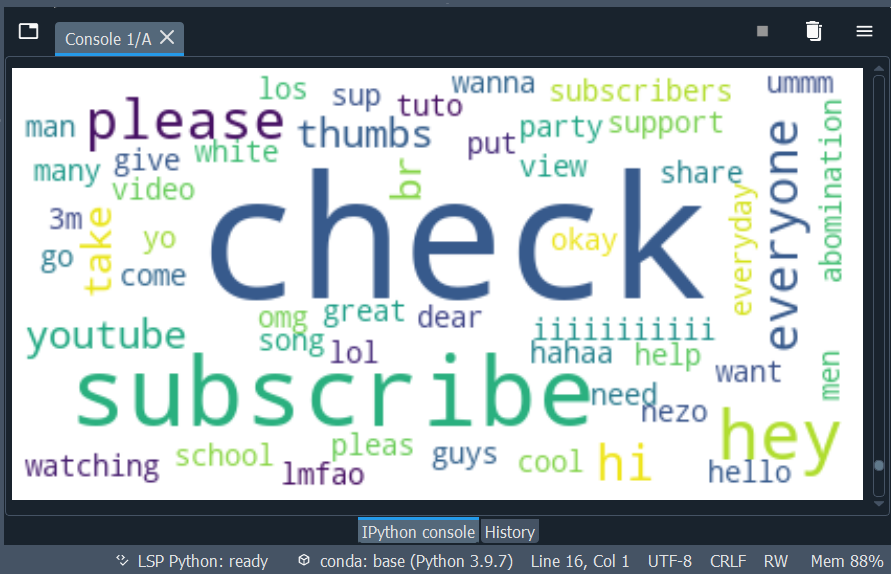 Console 1/A
los sup wanna subscribers ummm
please tuto
man thumbs put party support
many give white br view share everyone abomination
video
3m yo check okay everyday
go take come
omg great dear
youtube song iiiiiiiiiii
lol hahaa help
subscribe need want men
nezo hey
watching school pleas guys cool hi hello
lmfao
IPython console History
LSP Python: ready conda: base (Python 3.9.7) Line 16, Col 1 UTF-8 CRLF RW Mem 88%